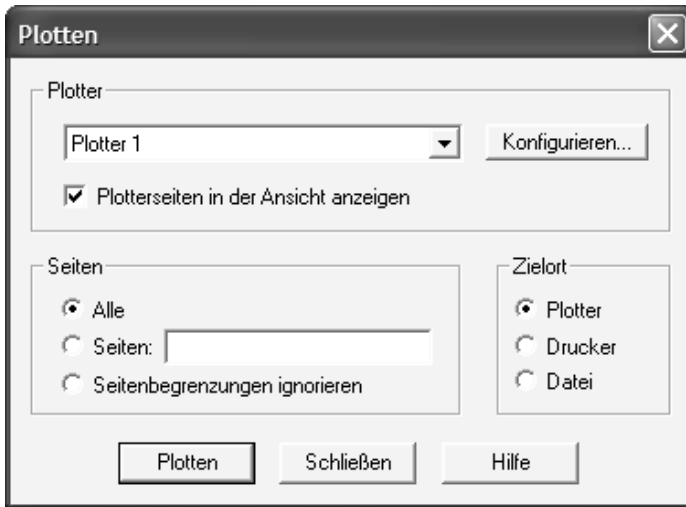 Plotten
Plotter
Plotter 1
Konfigurieren...
Plotterseiten in der Ansicht anzeigen
Seiten
Alle
Seiten:
Seitenbegrenzungen ignorieren
Zielort
Plotter
Drucker
Datei
Plotten
Schließen
Hilfe